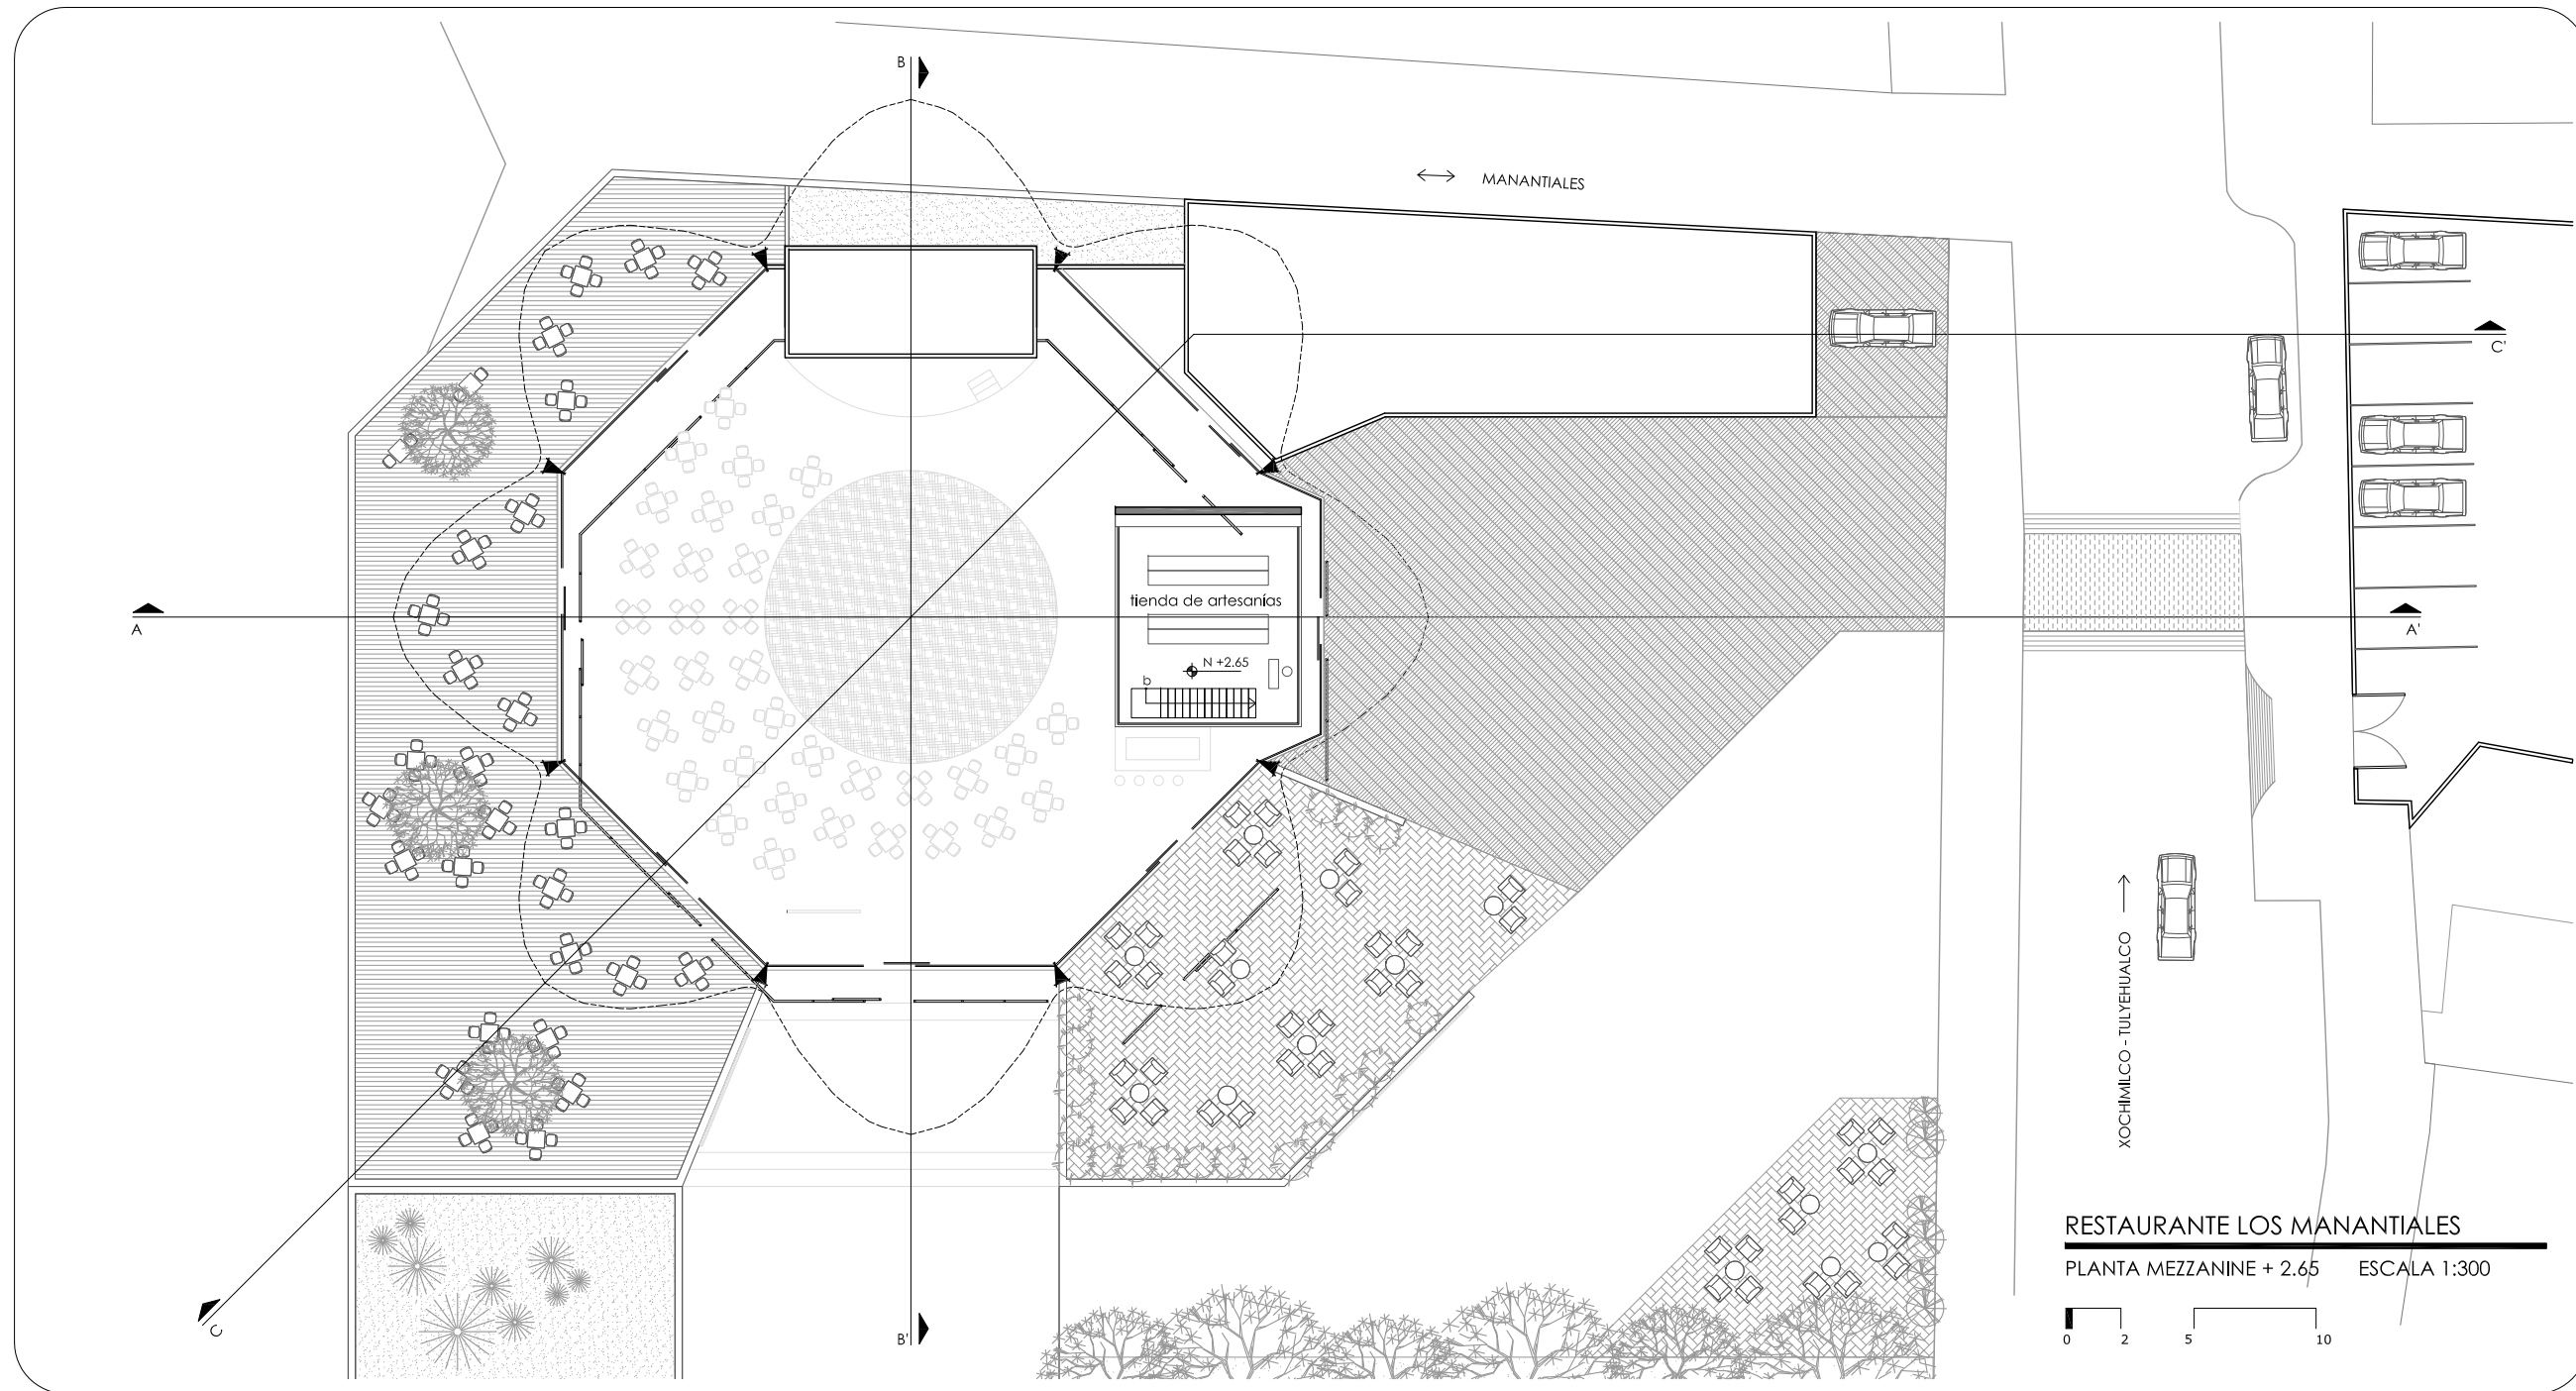 B
MANANTIALES
C'
tienda de artesanías
A
A'
N +2.65
b
XOCHIMILCO - TULYEHUALCO
RESTAURANTE LOS MANANTIALES
PLANTA MEZZANINE + 2.65 ESCALA 1:300
C
B'
0 2 5 10